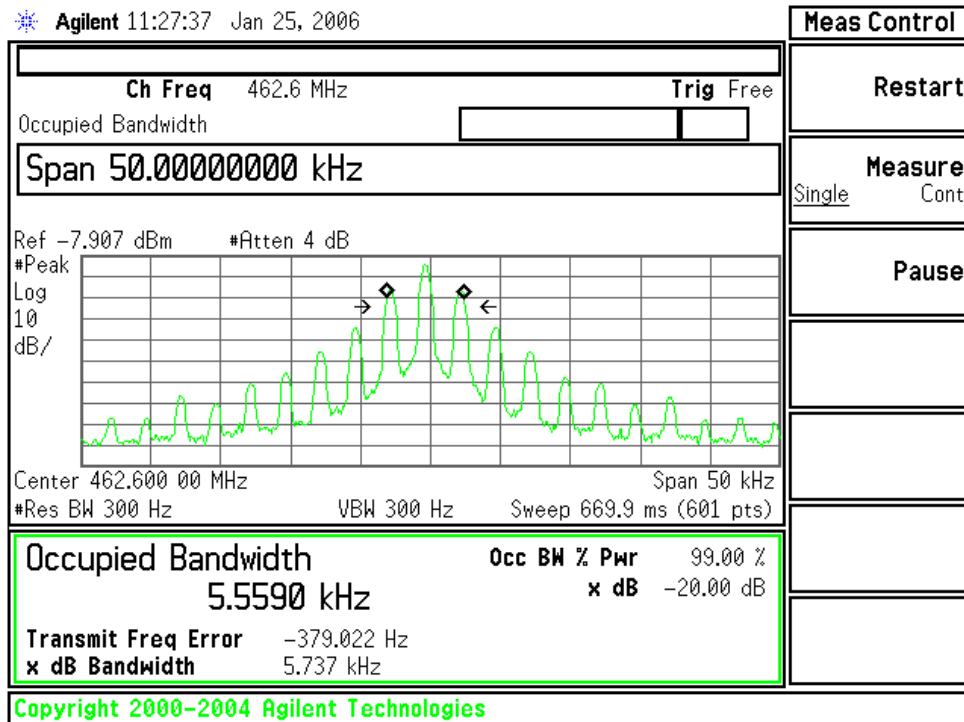 Agilent 11:27:37 Jan 25, 2006
Meas Control
Ch Freq 462.6 MHz Trig Free
Occupied Bandwidth
Span 50.00000000 kHz
Ref -7.907 dBm #Atten 4 dB
#Peak
Log
10
dB/
Center 462.600 00 MHz Span 50 kHz
#Res BW 300 Hz VBW 300 Hz Sweep 669.9 ms (601 pts)
Occupied Bandwidth
5.5590 kHz
Occ BW % Pwr 99.00 %
x dB -20.00 dB
Transmit Freq Error -379.022 Hz
x dB Bandwidth 5.737 kHz
Copyright 2000-2004 Agilent Technologies
Restart
Measure
Single Cont
Pause